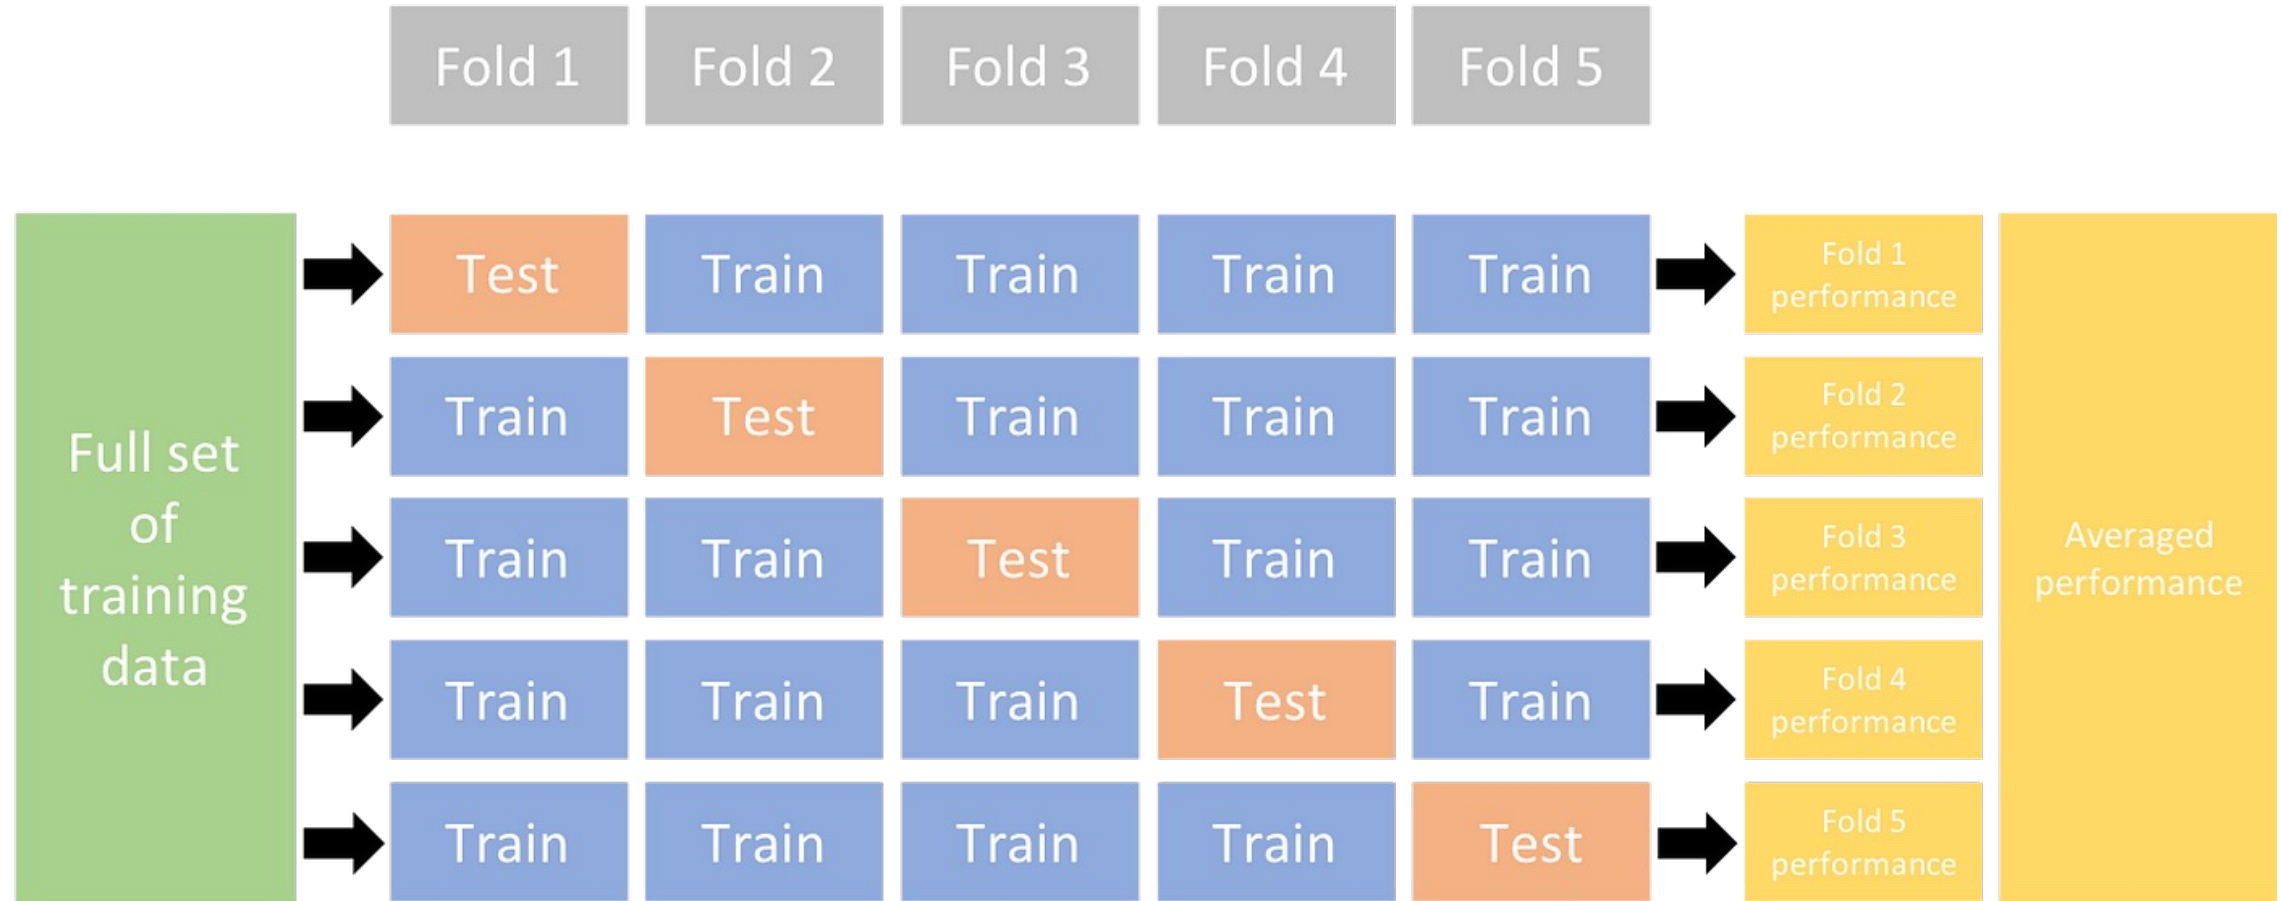 Fold 1 Fold 2 Fold 3 Fold 4 Fold 5
Full set
of
training
data
Test Train Train Train Train
Fold 1
performance
Train Test Train Train Train
Fold 2
performance
Train Train Test Train Train
Fold 3
performance
Train Train Train Test Train
Fold 4
performance
Train Train Train Train Test
Fold 5
performance
Averaged
performance